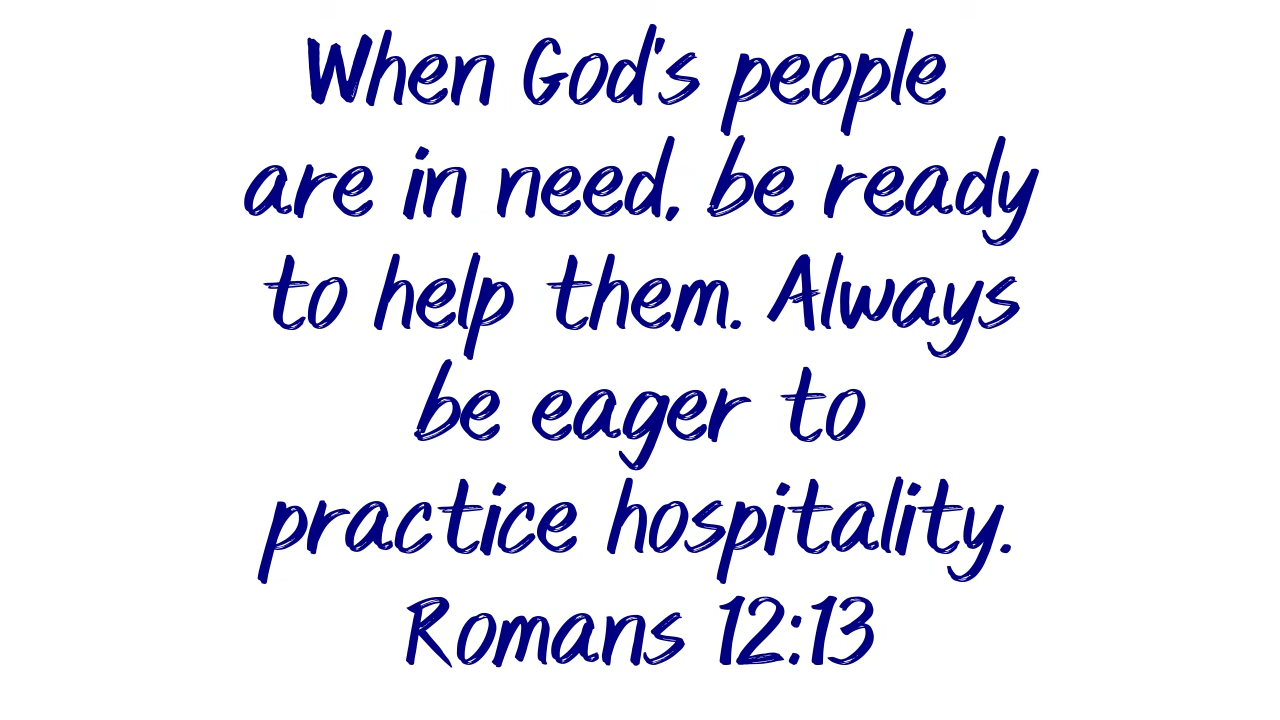 When God's people
are in need, be ready
to help them. Always
be eager to
practice hospitality.
Romans 12:13